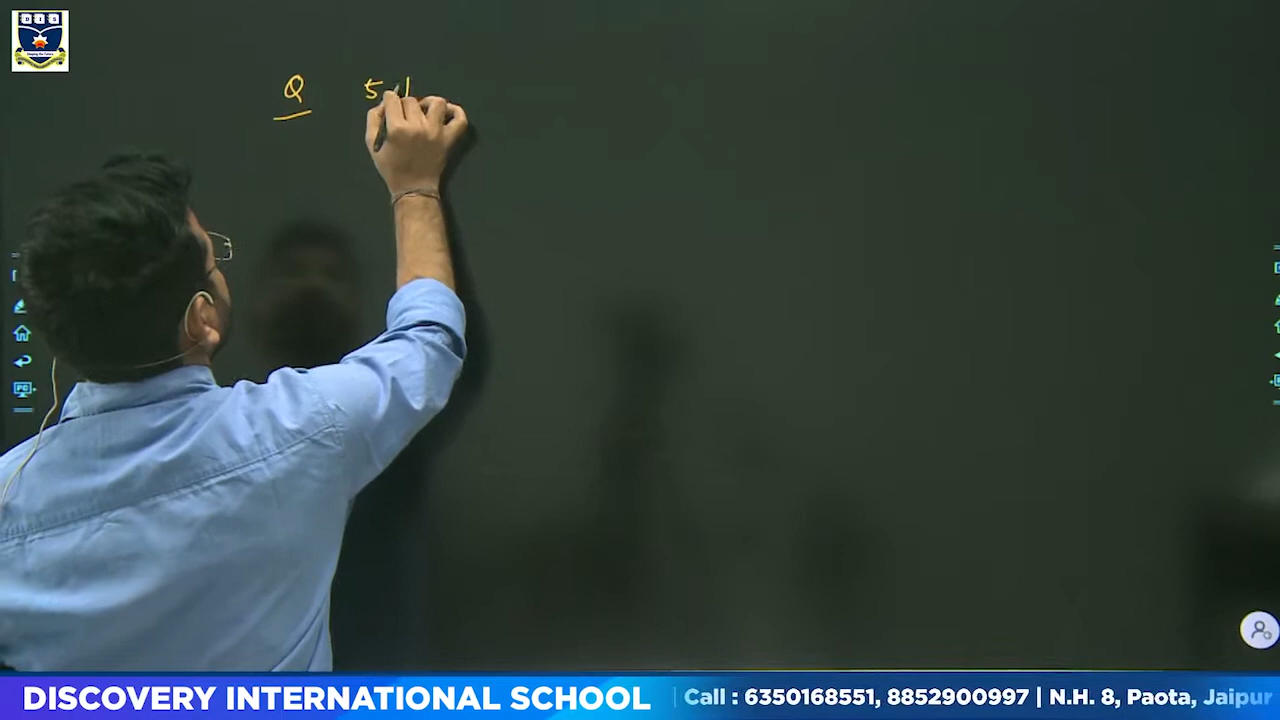 Q 5
DISCOVERY INTERNATIONAL SCHOOL
Call : 6350168551, 8852900997 | N.H. 8, Paota, Jaipur